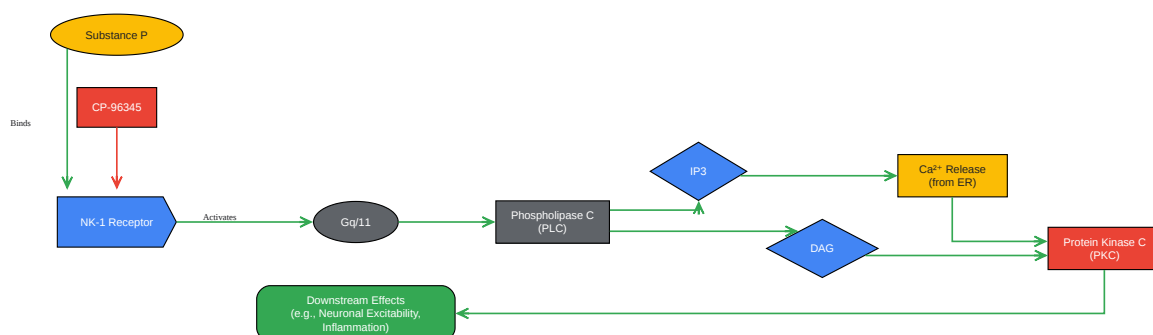 Substance P
CP-96345
Binds
NK-1 Receptor
Activates
Gq/11
Phospholipase C
(PLC)
IP3
DAG
Ca²⁺ Release
(from ER)
Protein Kinase C
(PKC)
Downstream Effects
(e.g., Neuronal Excitability,
Inflammation)